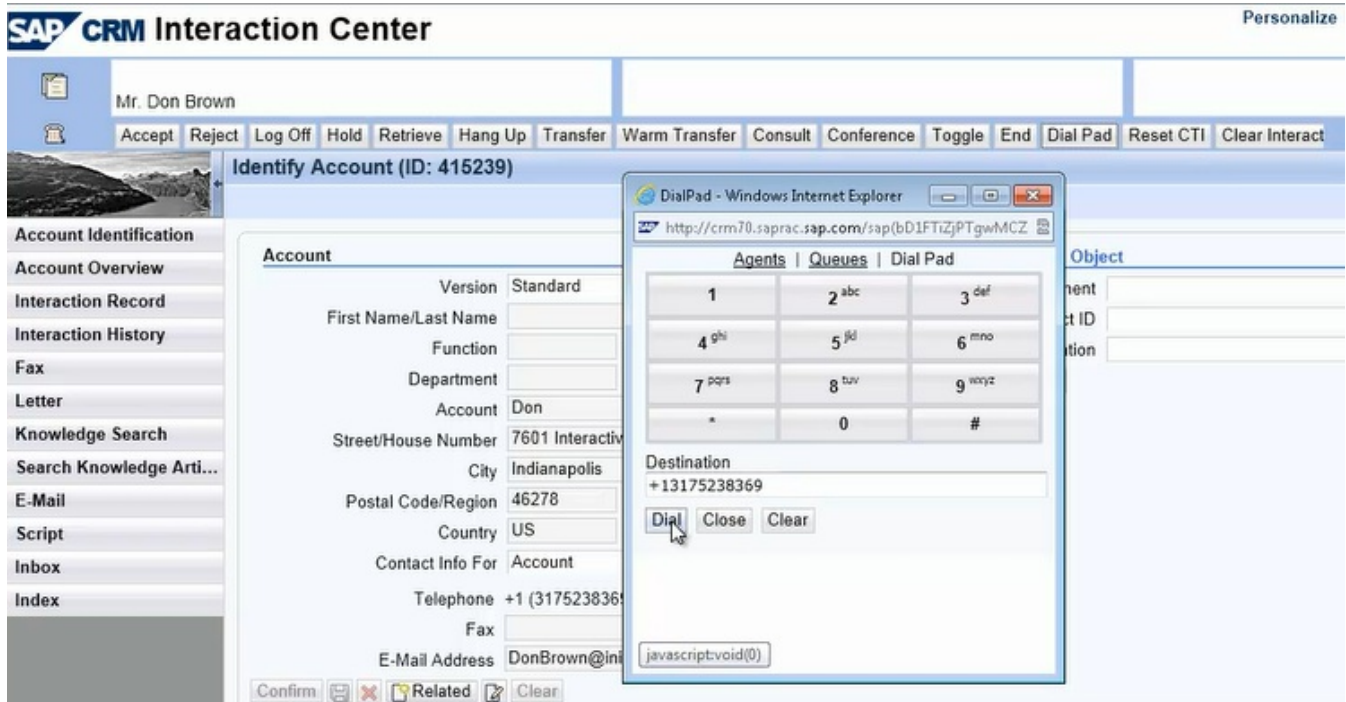 SAP CRM Interaction Center
Personalize
Mr. Don Brown
Accept Reject Log Off Hold Retrieve Hang Up Transfer Warm Transfer Consult Conference Toggle End Dial Pad Reset CTI Clear Interact
Identify Account (ID: 415239)
Account Identification
Account Overview
Interaction Record
Interaction History
Fax
Letter
Knowledge Search
Search Knowledge Arti...
E-Mail
Script
Inbox
Index
Account
Version Standard
First Name/Last Name
Function
Department
Account Don
Street/House Number 7601 Interactiv
City Indianapolis
Postal Code/Region 46278
Country US
Contact Info For Account
Telephone +1 (317523836
Fax
E-Mail Address DonBrown@ini
Confirm Related Clear
DialPad - Windows Internet Explorer
SAP http://crm70.saprac.sap.com/sap(bD1FTiZjPTgwMCZ
Agents | Queues | Dial Pad
1 2 abc 3 def
4 ghi 5 jkl 6 mno
7 pqrs 8 tuv 9 wxyz
* 0 #
Destination
+13175238369
Dial Close Clear
javascript:void(0)
Object
ment
ct ID
ation